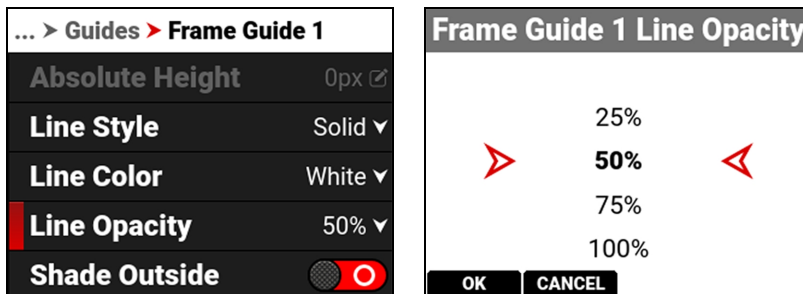 ... > Guides > Frame Guide 1
Absolute Height 0px
Line Style Solid
Line Color White
Line Opacity 50%
Shade Outside
Frame Guide 1 Line Opacity
25%
50%
75%
100%
OK CANCEL